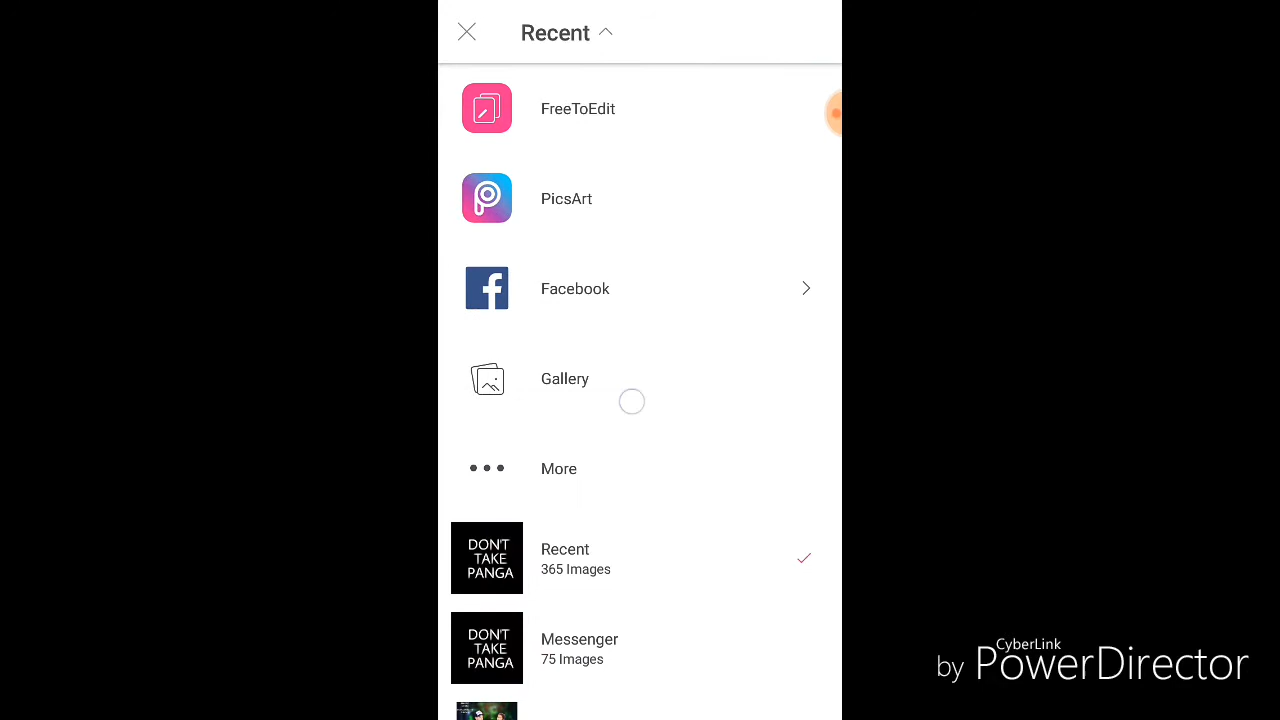 Recent
FreeToEdit
PicsArt
Facebook
Gallery
More
DON'T
TAKE
PANGA
Recent
365 Images
DON'T
TAKE
PANGA
Messenger
75 Images
CyberLink
by PowerDirector